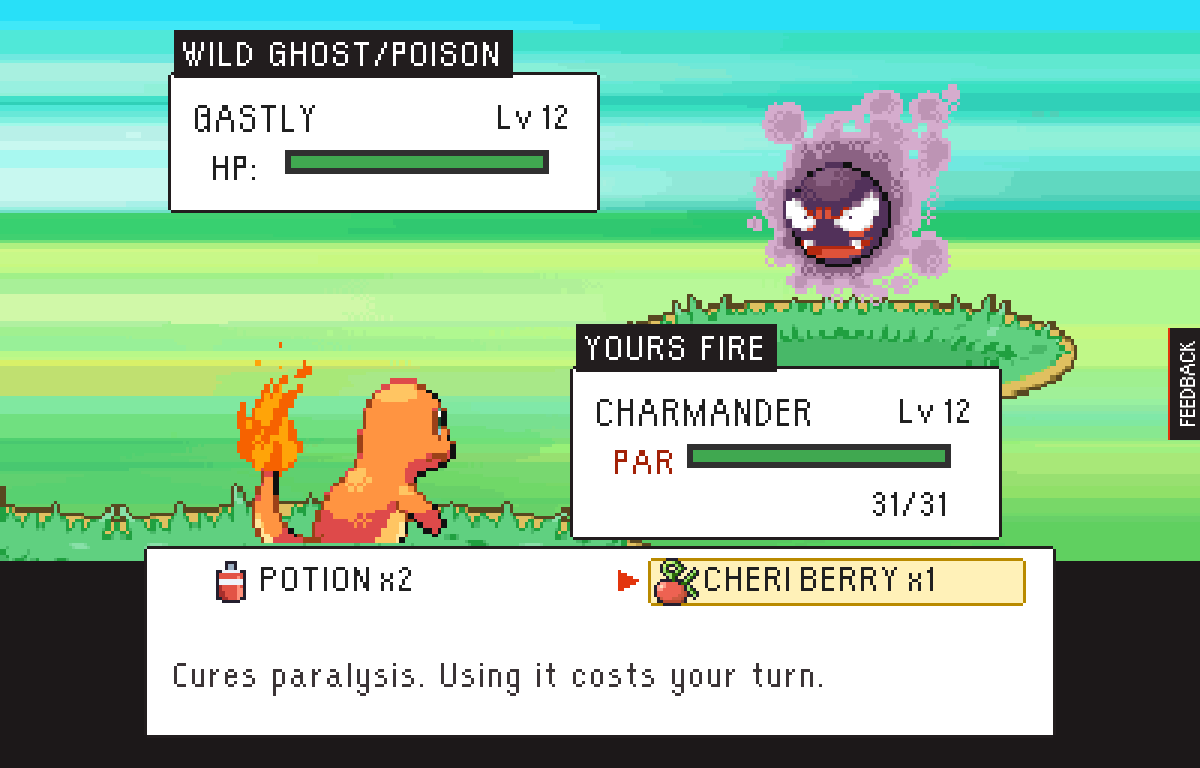 WILD GHOST/POISON
GASTLY Lv 12
HP:
YOURS FIRE
CHARMANDER Lv 12
PAR
31/31
FEEDBACK
POTION x2
CHERI BERRY x1
Cures paralysis. Using it costs your turn.